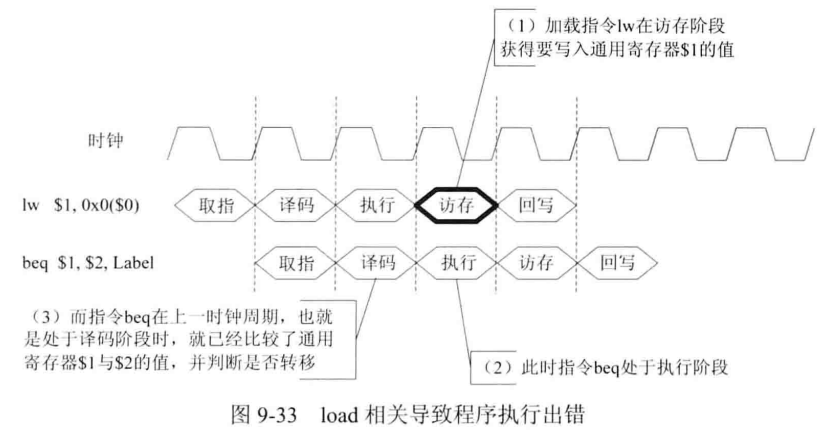 （1）加载指令lw在访存阶段
获得要写入通用寄存器$1的值
时钟
lw $1, 0x0($0)
取指 译码 执行 访存 回写
beq $1, $2, Label
取指 译码 执行 访存 回写
（3）而指令beq在上一时钟周期，也就
是处于译码阶段时，就已经比较了通用
寄存器$1与$2的值，并判断是否转移
（2）此时指令beq处于执行阶段
图 9-33 load 相关导致程序执行出错